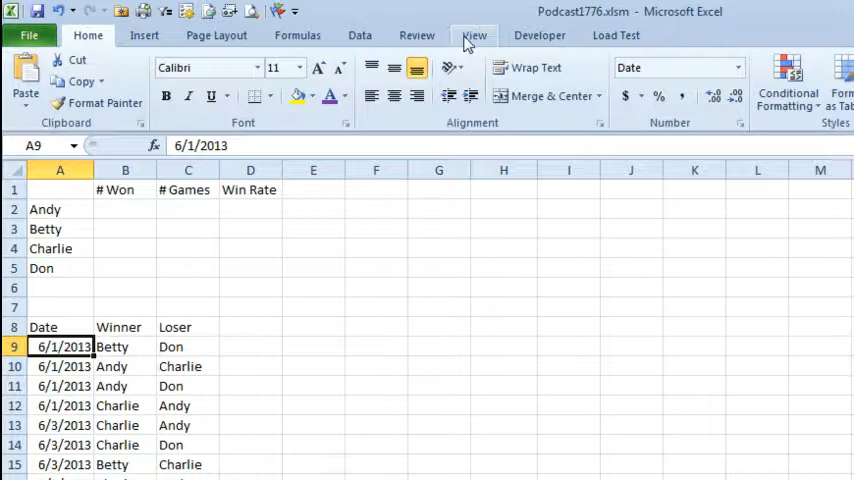 Podcast1776.xlsm - Microsoft Excel
File Home Insert Page Layout Formulas Data Review View Developer Load Test
Paste Cut Copy Format Painter Clipboard
Calibri 11 A A B I U A Font
Wrap Text Merge & Center Alignment
Date $ % , .00 .0 Number
Conditional Formatting Format as Tab Styles
A9 fx 6/1/2013
A B C D E F G H I J K L M
1 # Won # Games Win Rate
2 Andy
3 Betty
4 Charlie
5 Don
6
7
8 Date Winner Loser
9 6/1/2013 Betty Don
10 6/1/2013 Andy Charlie
11 6/1/2013 Andy Don
12 6/1/2013 Charlie Andy
13 6/3/2013 Charlie Andy
14 6/3/2013 Charlie Don
15 6/3/2013 Betty Charlie